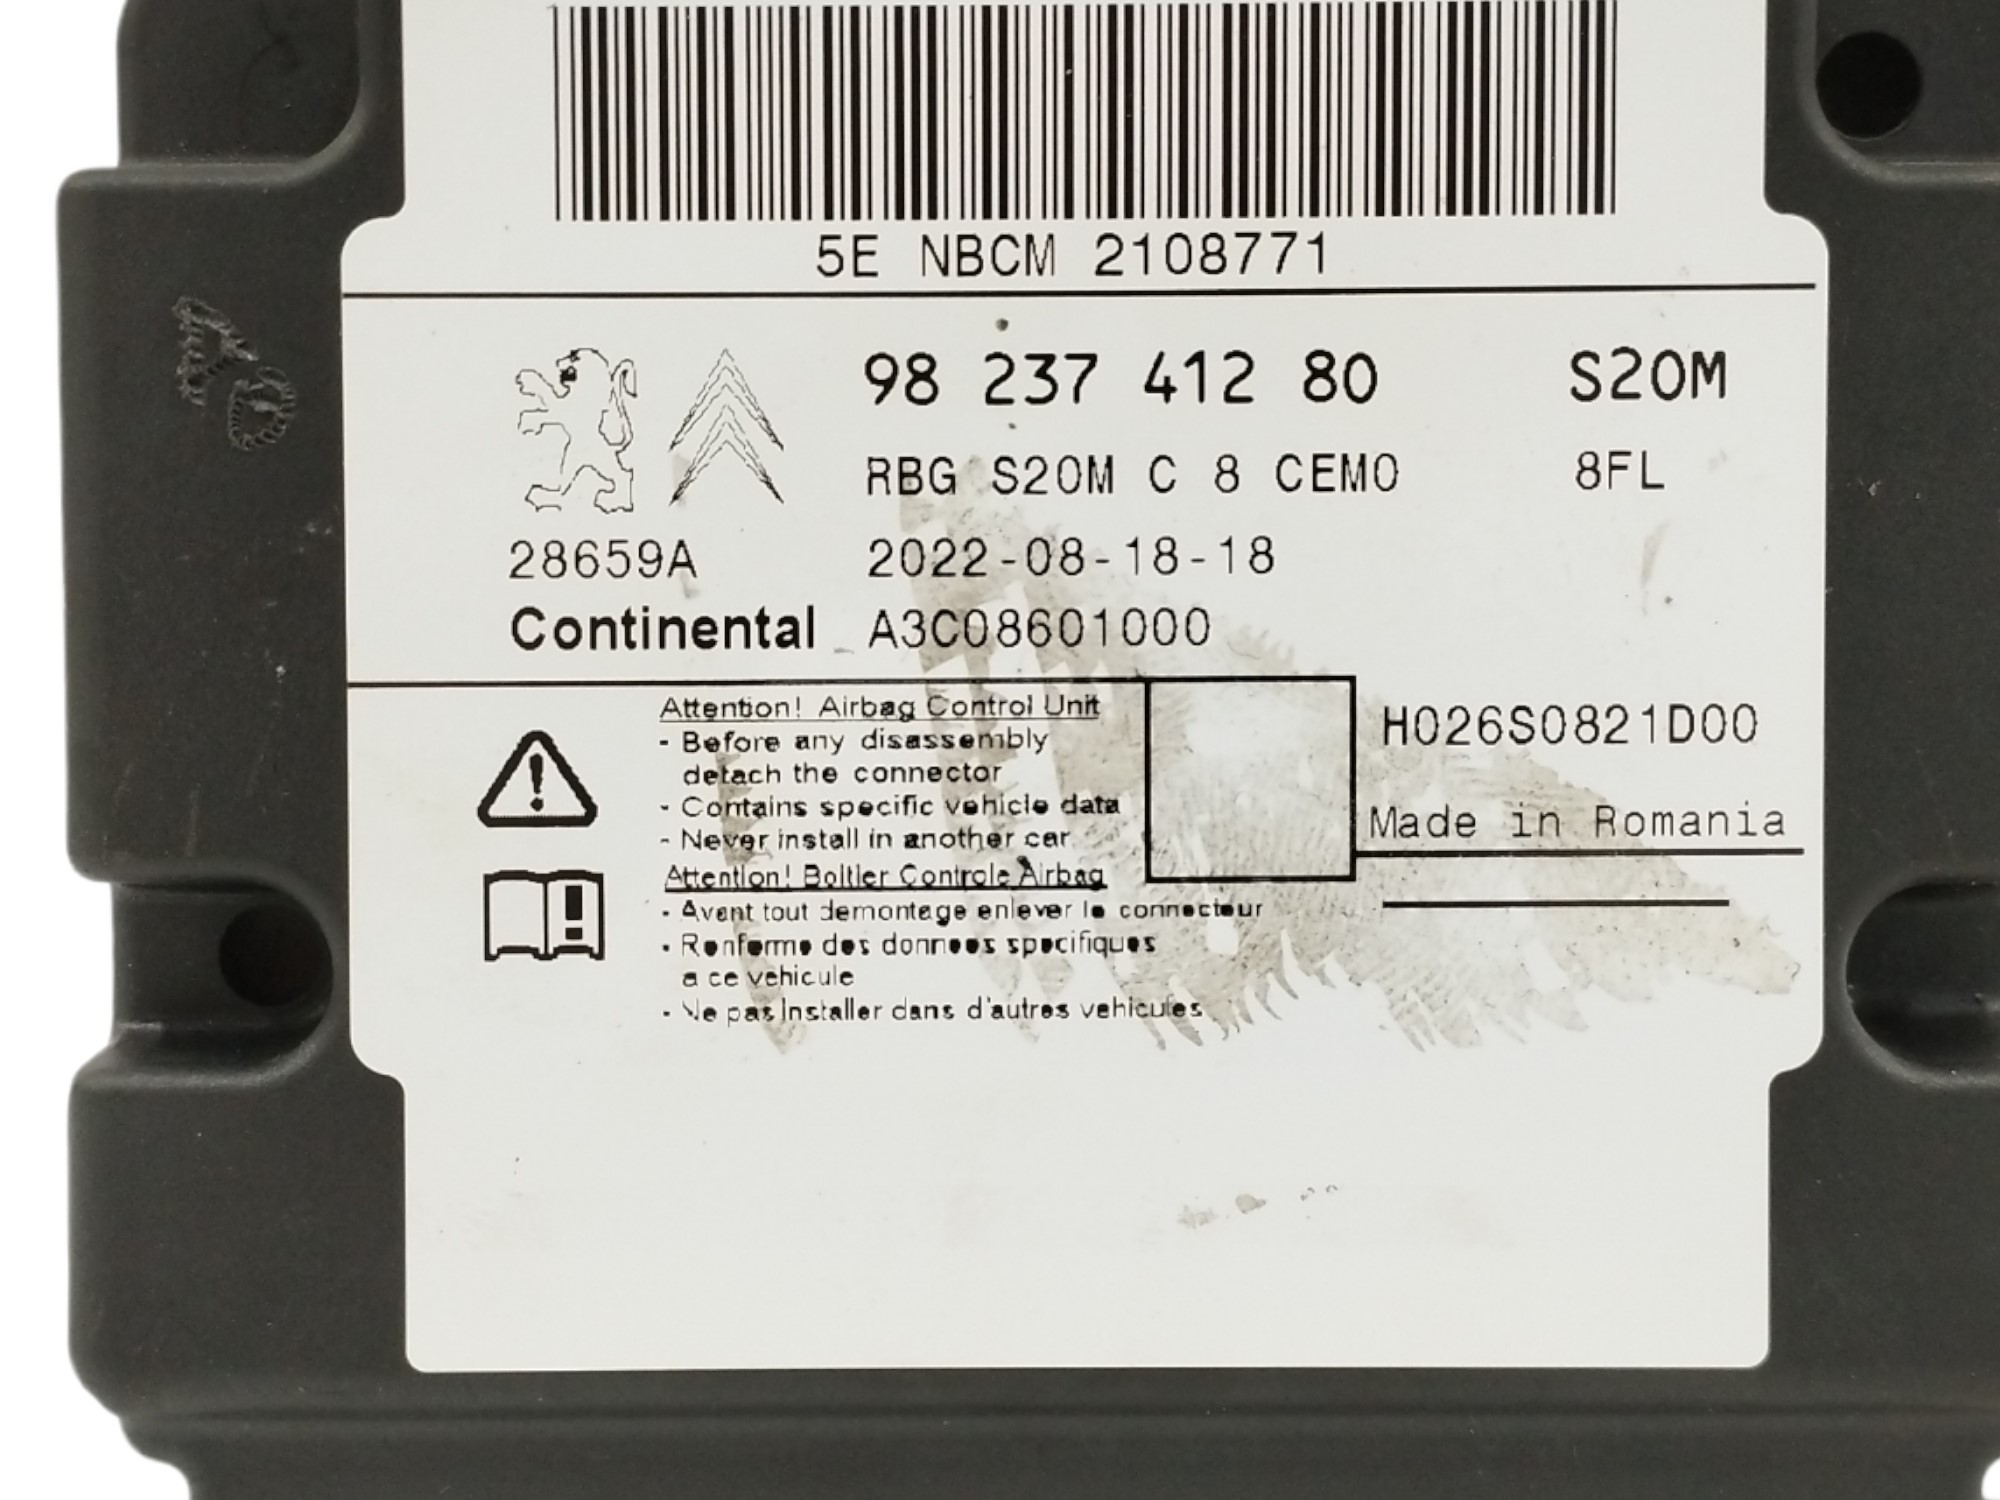 5E NBCM 2108771
98 237 412 80 S20M
RBG S20M C 8 CEMO 8FL
28659A 2022-08-18-18
Continental A3C08601000
Attention! Airbag Control Unit
- Before any disassembly
detach the connector
- Contains specific vehicle data
- Never install in another car
H026S0821D00
Made in Romania
Attention! Boitier Controle Airbag
- Avant tout demontage enlever le connecteur
- Renferme des donnees specifiques
a ce vehicule
- Ne pas Installer dans d'autres vehicules